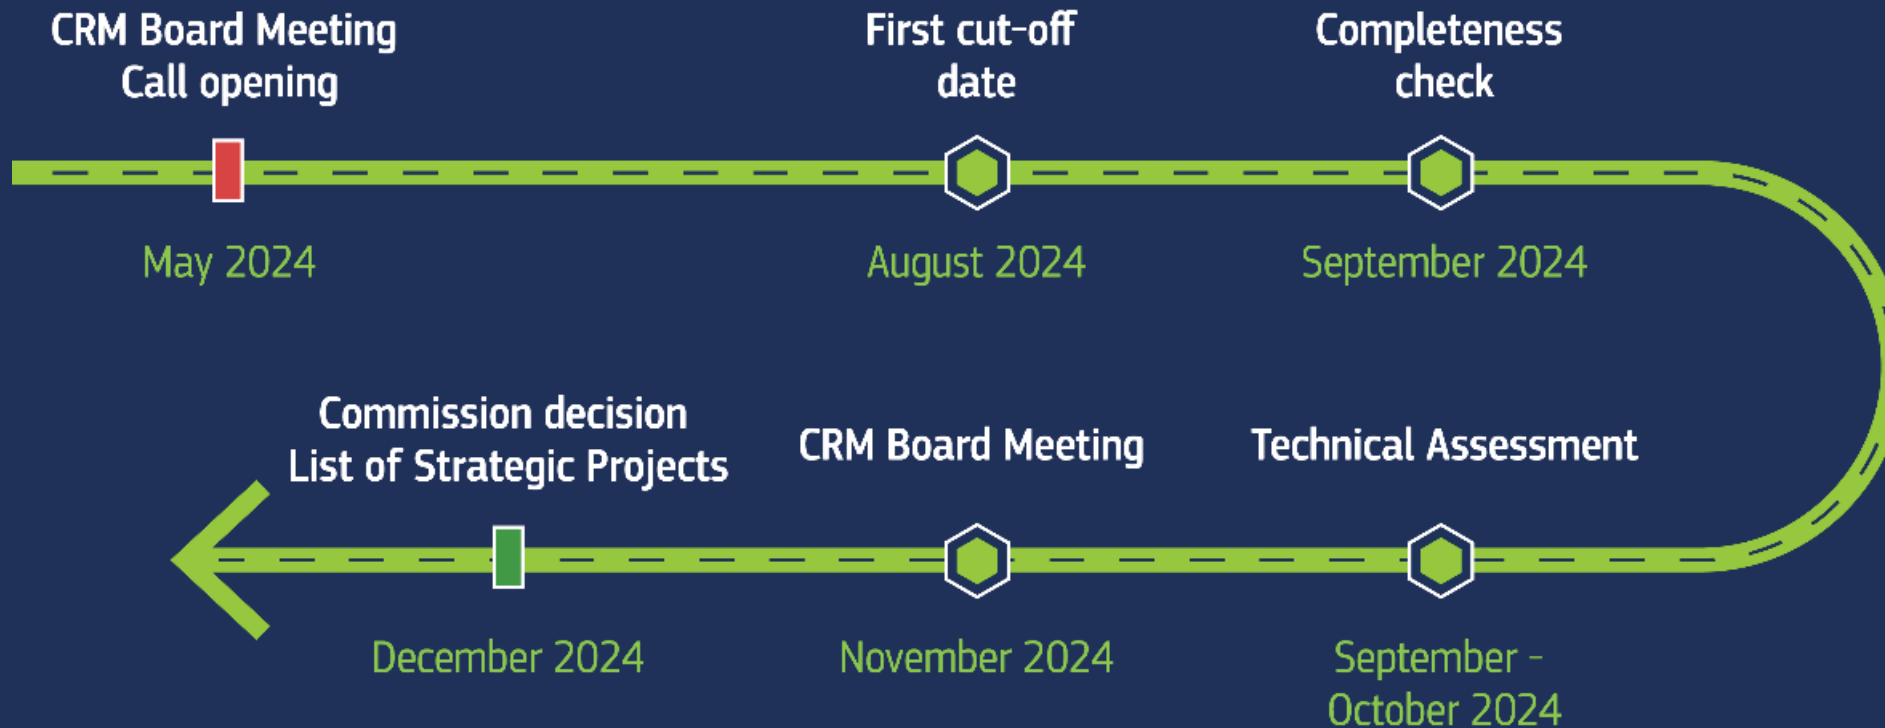 CRM Board Meeting
Call opening
May 2024
First cut-off
date
August 2024
Completeness
check
September 2024
Technical Assessment
September -
October 2024
CRM Board Meeting
November 2024
Commission decision
List of Strategic Projects
December 2024